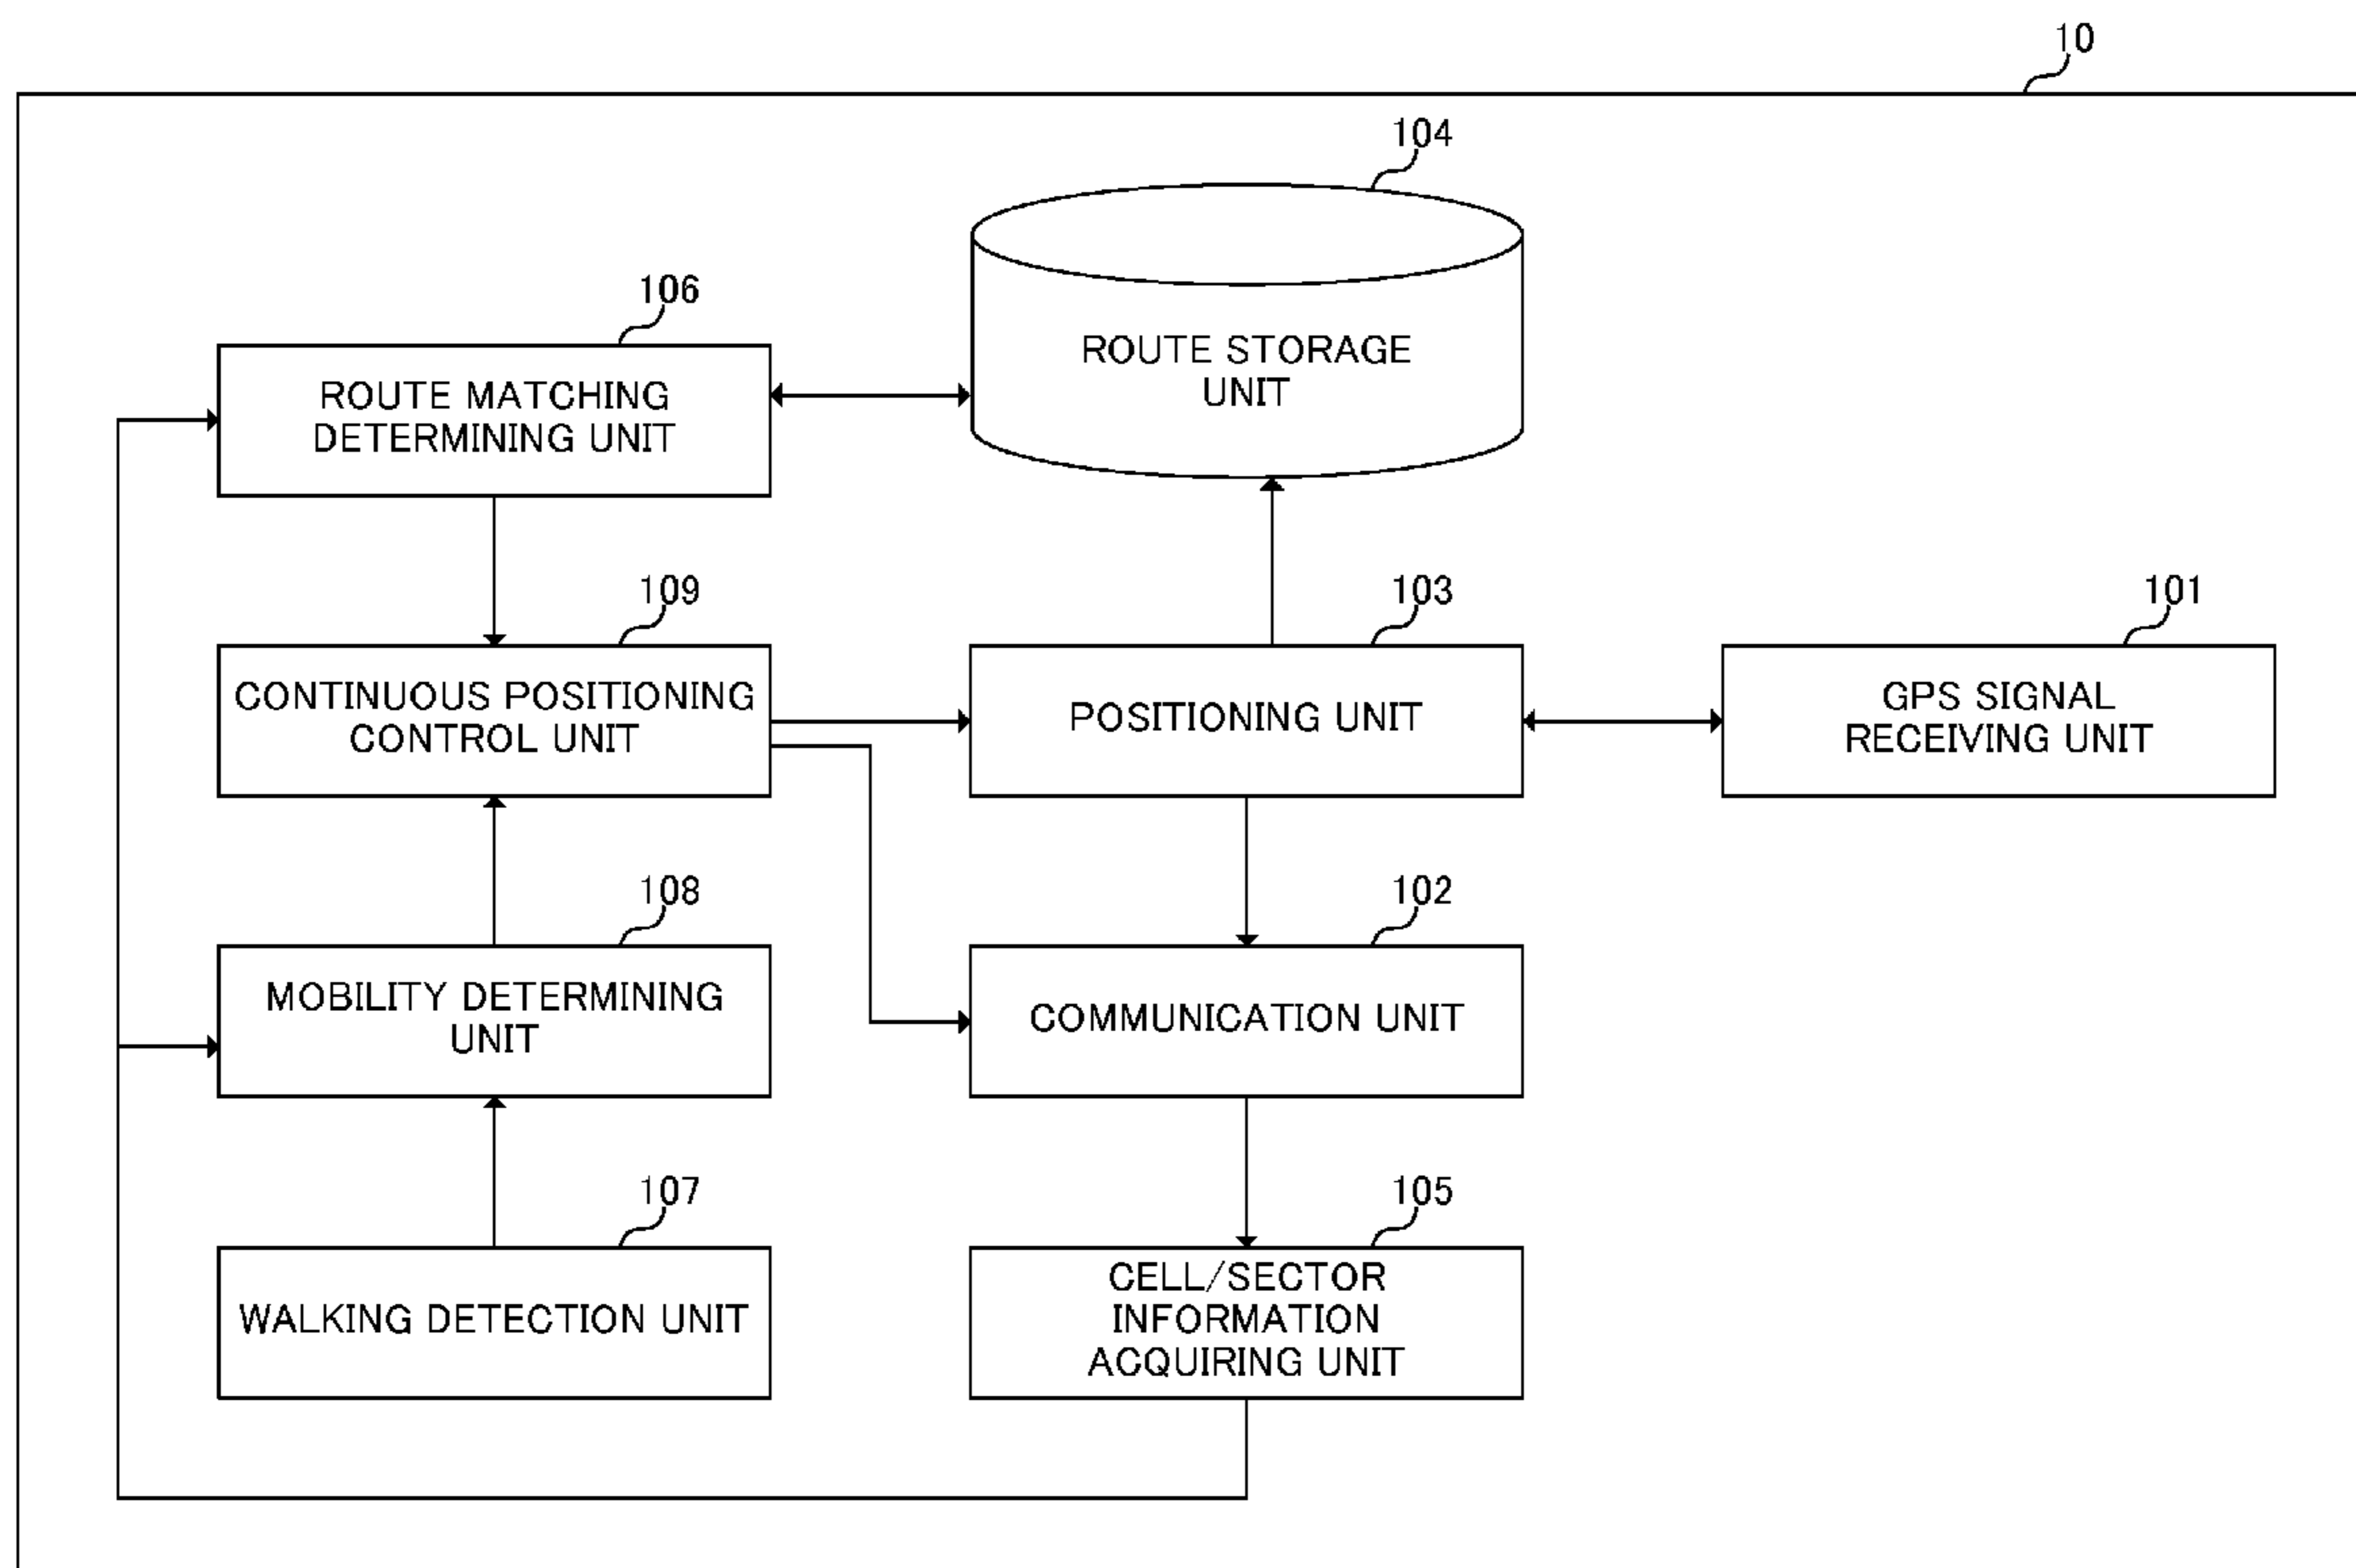 10
104
ROUTE STORAGE
UNIT
106
ROUTE MATCHING
DETERMINING UNIT
109
CONTINUOUS POSITIONING
CONTROL UNIT
103
POSITIONING UNIT
101
GPS SIGNAL
RECEIVING UNIT
108
MOBILITY DETERMINING
UNIT
102
COMMUNICATION UNIT
107
WALKING DETECTION UNIT
105
CELL/SECTOR
INFORMATION
ACQUIRING UNIT